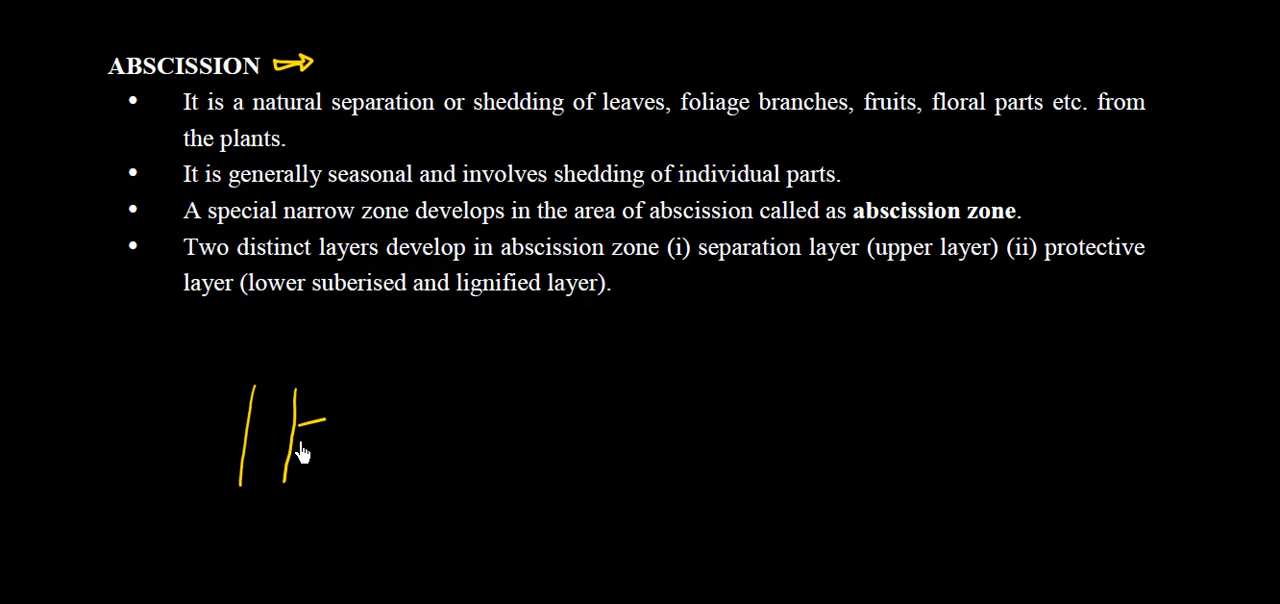 ABSCISSION
• It is a natural separation or shedding of leaves, foliage branches, fruits, floral parts etc. from
the plants.
• It is generally seasonal and involves shedding of individual parts.
• A special narrow zone develops in the area of abscission called as abscission zone.
• Two distinct layers develop in abscission zone (i) separation layer (upper layer) (ii) protective
layer (lower suberised and lignified layer).